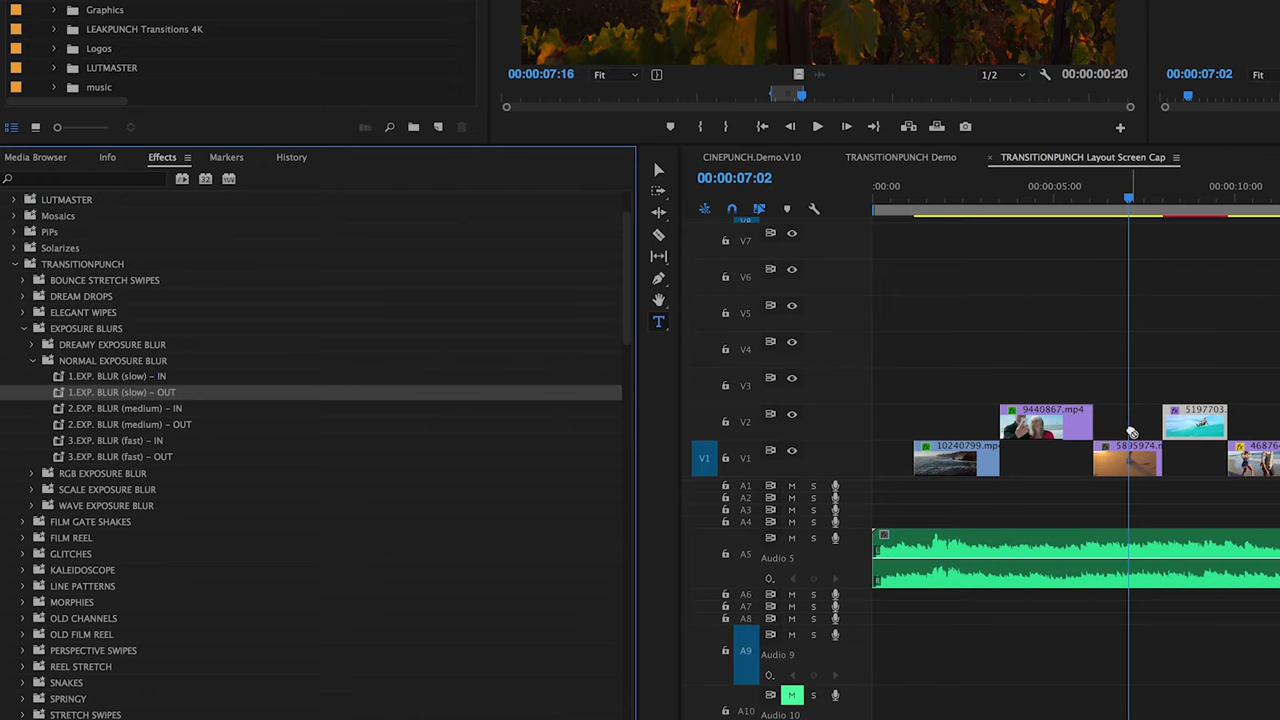 Graphics
LEAKPUNCH Transitions 4K
Logos
LUTMASTER
music
00:00:07:16
Fit
1/2
00:00:00:20
00:00:07:02
Fit
Media Browser
Info
Effects
Markers
History
32
YUV
LUTMASTER
Mosaics
PiPs
Solarizes
TRANSITIONPUNCH
BOUNCE STRETCH SWIPES
DREAM DROPS
ELEGANT WIPES
EXPOSURE BLURS
DREAMY EXPOSURE BLUR
NORMAL EXPOSURE BLUR
1.EXP. BLUR (slow) – IN
1.EXP. BLUR (slow) – OUT
2.EXP. BLUR (medium) – IN
2.EXP. BLUR (medium) – OUT
3.EXP. BLUR (fast) – IN
3.EXP. BLUR (fast) – OUT
RGB EXPOSURE BLUR
SCALE EXPOSURE BLUR
WAVE EXPOSURE BLUR
FILM GATE SHAKES
FILM REEL
GLITCHES
KALEIDOSCOPE
LINE PATTERNS
MORPHIES
OLD CHANNELS
OLD FILM REEL
PERSPECTIVE SWIPES
REEL STRETCH
SNAKES
SPRINGY
STRETCH SWIPES
CINEPUNCH.Demo.V10
TRANSITiONPUNCH Demo
× TRANSITiONPUNCH Layout Screen Cap
00:00:07:02
:00:00
00:00:05:00
00:00:10:00
V8
V7
V6
V5
V4
V3
V2
9440867.mp4
5197703.
V1
V1
10240799.mp4
5895974.m
46876
A1 M S
A2 M S
A3 M S
A4 M S
A5 M S
Audio 5
L
R
A6 M S
A7 M S
A8 M S
A9 M S
Audio 9
A10 M S
Audio 10